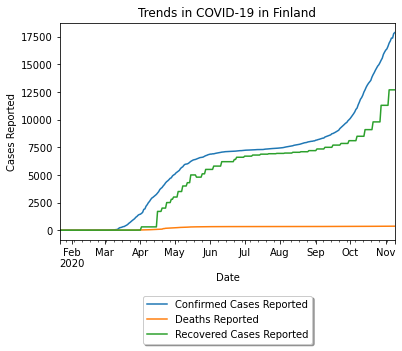 Trends in COVID-19 in Finland
Cases Reported
17500
15000
12500
10000
7500
5000
2500
0
Feb Mar Apr May Jun Jul Aug Sep Oct Nov
2020
Date
Confirmed Cases Reported
Deaths Reported
Recovered Cases Reported